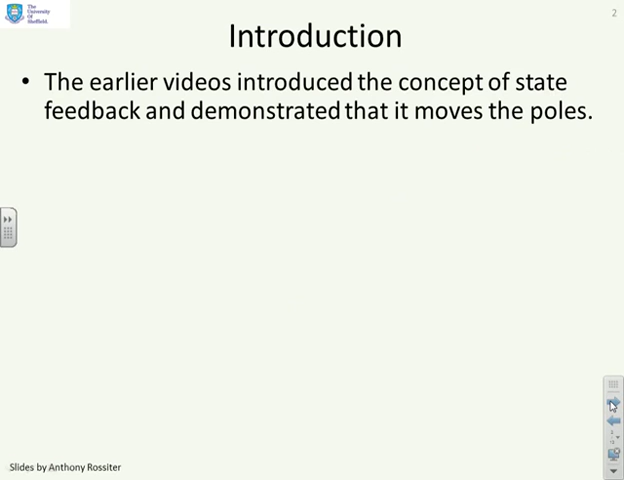 The
University
Of
Sheffield.
2
Introduction
• The earlier videos introduced the concept of state
feedback and demonstrated that it moves the poles.
Slides by Anthony Rossiter